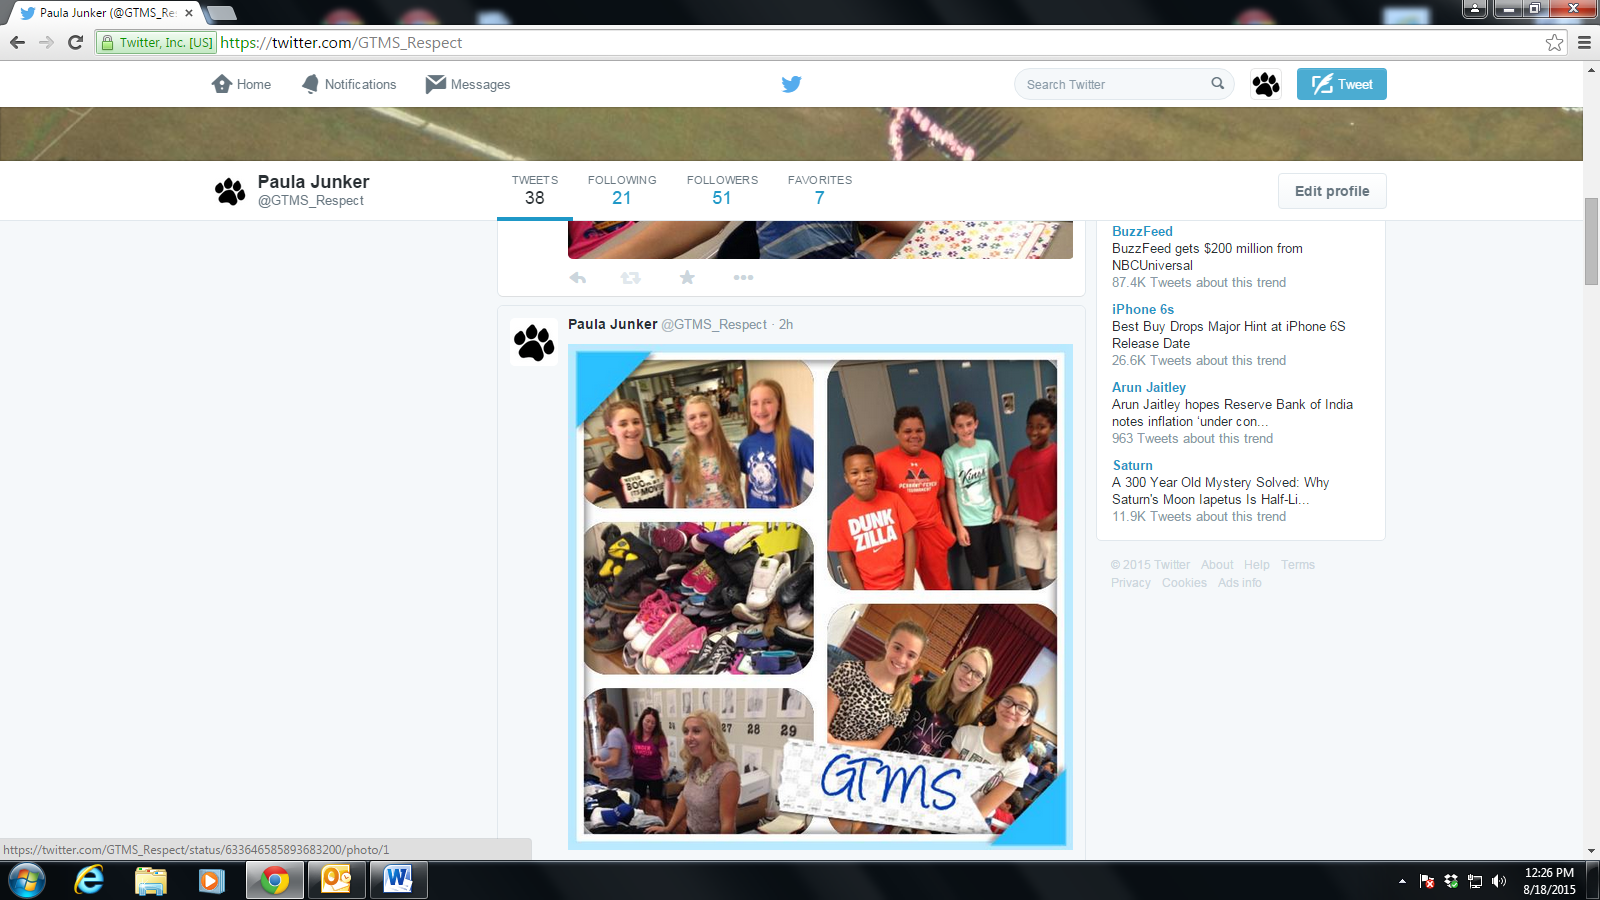 Paula Junker (@GTMS_Res
Twitter, Inc. [US]
https://twitter.com/GTMS_Respect
Home
Notifications
Messages
Search Twitter
Tweet
Paula Junker
@GTMS_Respect
TWEETS
38
FOLLOWING
21
FOLLOWERS
51
FAVORITES
7
Edit profile
Paula Junker @GTMS_Respect · 2h
NEVER
BOOK
ITS MOVIE
DUNK
ZILLA
Kings
27 28 29
GTMS
BuzzFeed
BuzzFeed gets $200 million from
NBCUniversal
87.4K Tweets about this trend
iPhone 6s
Best Buy Drops Major Hint at iPhone 6S
Release Date
26.6K Tweets about this trend
Arun Jaitley
Arun Jaitley hopes Reserve Bank of India
notes inflation ‘under con...
963 Tweets about this trend
Saturn
A 300 Year Old Mystery Solved: Why
Saturn's Moon Iapetus Is Half-Li...
11.9K Tweets about this trend
© 2015 Twitter About Help Terms
Privacy Cookies Ads info
https://twitter.com/GTMS_Respect/status/633646585893683200/photo/1
12:26 PM
8/18/2015